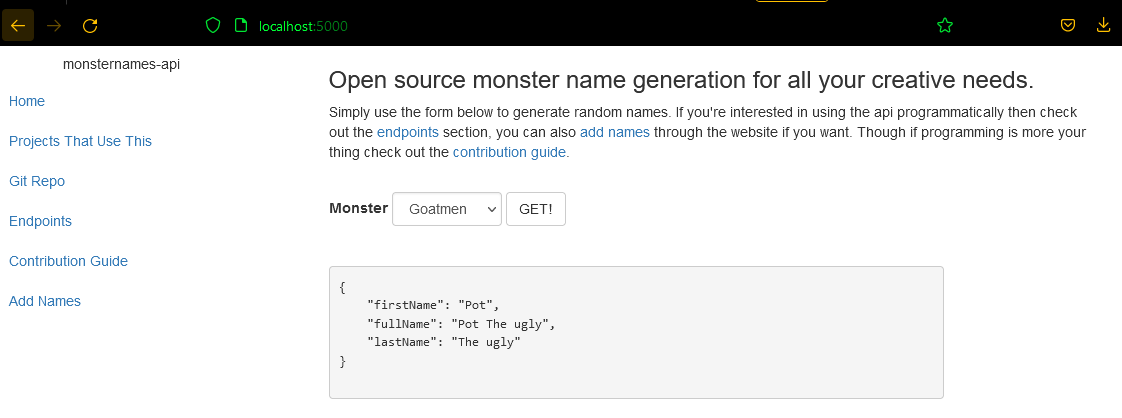 localhost:5000
monsternames-api
Home
Projects That Use This
Git Repo
Endpoints
Contribution Guide
Add Names
Open source monster name generation for all your creative needs.
Simply use the form below to generate random names. If you're interested in using the api programmatically then check
out the endpoints section, you can also add names through the website if you want. Though if programming is more your
thing check out the contribution guide.
Monster Goatmen GET!
{
    "firstName": "Pot",
    "fullName": "Pot The ugly",
    "lastName": "The ugly"
}